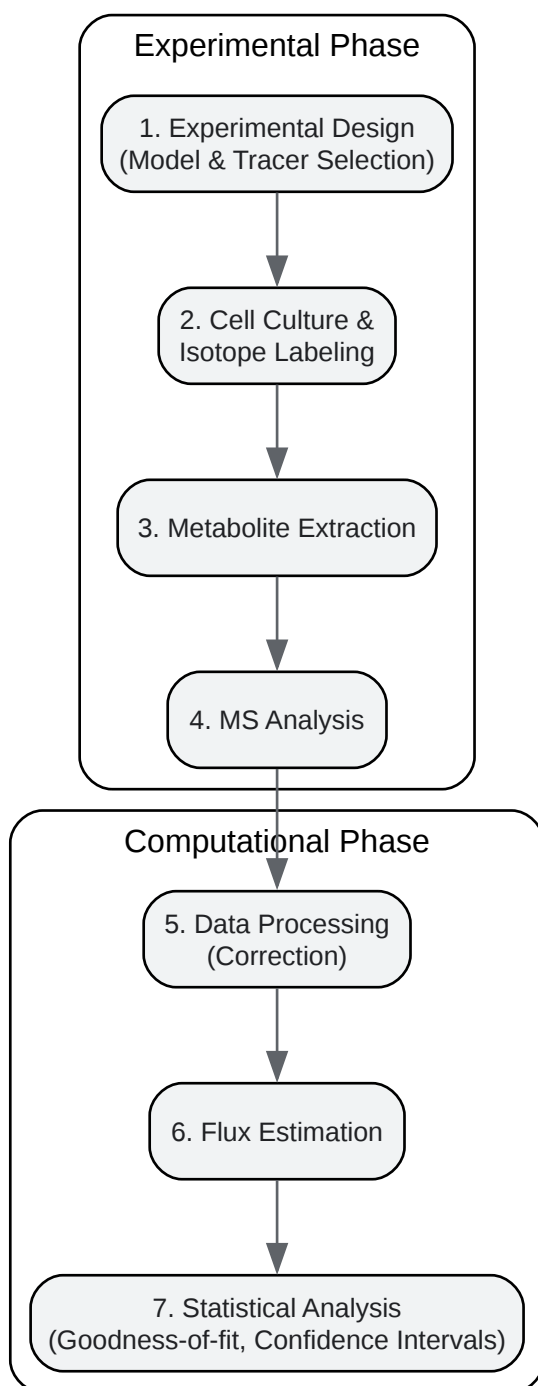 Experimental Phase
1. Experimental Design
(Model & Tracer Selection)
2. Cell Culture &
Isotope Labeling
3. Metabolite Extraction
4. MS Analysis
Computational Phase
5. Data Processing
(Correction)
6. Flux Estimation
7. Statistical Analysis
(Goodness-of-fit, Confidence Intervals)